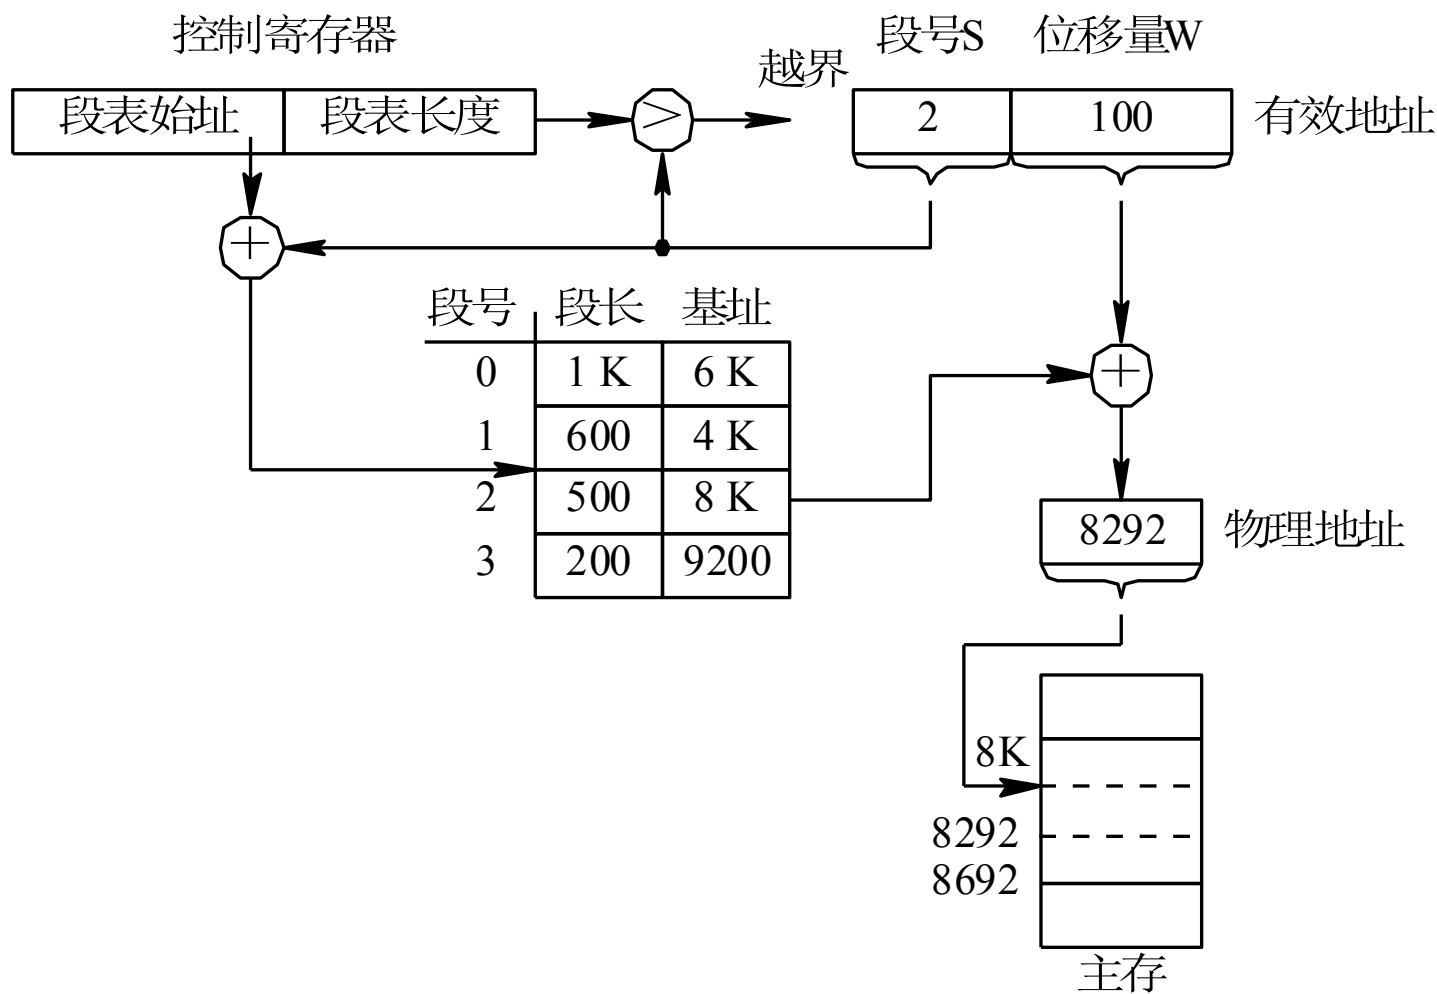 控制寄存器
段号S 位移量W
越界
段表始址 段表长度 > 2 100 有效地址
+
段号 段长 基址
0 1 K 6 K
+
1 600 4 K
2 500 8 K
8292 物理地址
3 200 9200
8K
8292
8692
主存